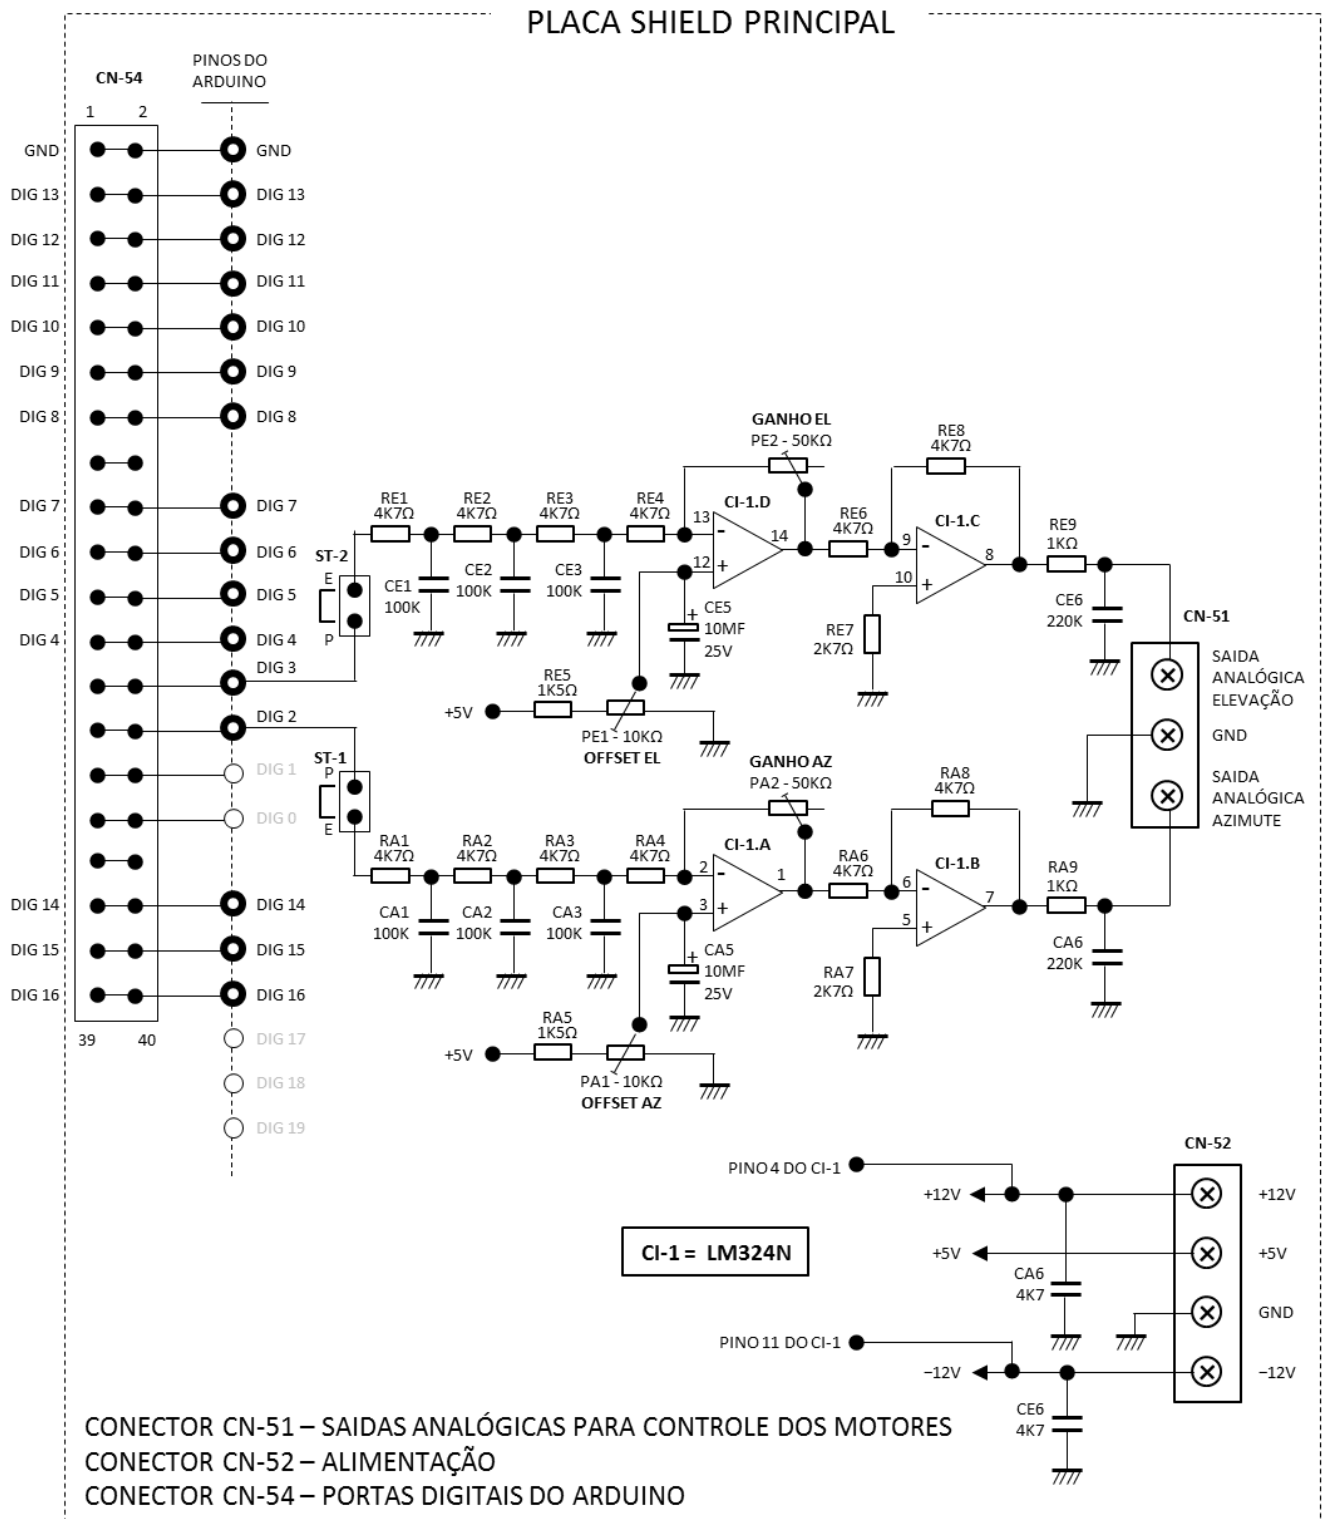 PLACA SHIELD PRINCIPAL
PINOS DO
ARDUINO
CN-54
1 2
GND
DIG 13
DIG 12
DIG 11
DIG 10
DIG 9
DIG 8
DIG 7
DIG 6
DIG 5
DIG 4
DIG 14
DIG 15
DIG 16
39 40
GND
DIG 13
DIG 12
DIG 11
DIG 10
DIG 9
DIG 8
DIG 7
DIG 6
DIG 5
DIG 4
DIG 3
DIG 2
DIG 1
DIG 0
DIG 14
DIG 15
DIG 16
DIG 17
DIG 18
DIG 19
ST-2
E
P
RE1
4K7Ω
RE2
4K7Ω
RE3
4K7Ω
RE4
4K7Ω
CE1
100K
CE2
100K
CE3
100K
GANHO EL
PE2 - 50KΩ
CI-1.D
13
-
12
+
14
+
CE5
10MF
25V
RE5
1K5Ω
+5V
PE1 - 10KΩ
OFFSET EL
RE6
4K7Ω
RE8
4K7Ω
CI-1.C
9
-
10
+
8
RE7
2K7Ω
RE9
1KΩ
CE6
220K
CN-51
SAIDA
ANALÓGICA
ELEVAÇÃO
GND
SAIDA
ANALÓGICA
AZIMUTE
ST-1
P
E
RA1
4K7Ω
RA2
4K7Ω
RA3
4K7Ω
RA4
4K7Ω
CA1
100K
CA2
100K
CA3
100K
GANHO AZ
PA2 - 50KΩ
CI-1.A
2
-
3
+
1
+
CA5
10MF
25V
RA5
1K5Ω
+5V
PA1 - 10KΩ
OFFSET AZ
RA6
4K7Ω
RA8
4K7Ω
CI-1.B
6
-
5
+
7
RA7
2K7Ω
RA9
1KΩ
CA6
220K
CN-52
PINO 4 DO CI-1
+12V
+12V
+5V
+5V
CA6
4K7
GND
CI-1 = LM324N
PINO 11 DO CI-1
−12V
−12V
CE6
4K7
CONECTOR CN-51 – SAIDAS ANALÓGICAS PARA CONTROLE DOS MOTORES
CONECTOR CN-52 – ALIMENTAÇÃO
CONECTOR CN-54 – PORTAS DIGITAIS DO ARDUINO